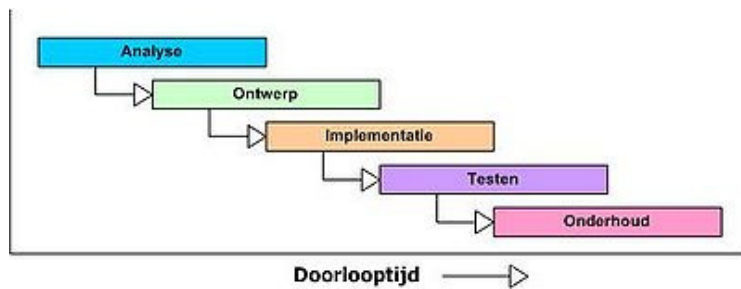 Analyse
Ontwerp
Implementatie
Testen
Onderhoud
Doorlooptijd